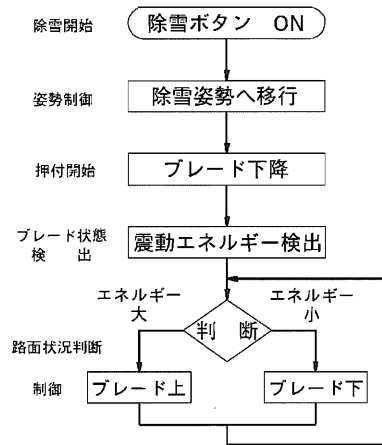 除雪開始
除雪ボタン ON
姿勢制御
除雪姿勢へ移行
押付開始
ブレード下降
ブレード状態
検 出
震動エネルギー検出
エネルギー
大
エネルギー
小
判 断
路面状況判断
制御
ブレード上
ブレード下